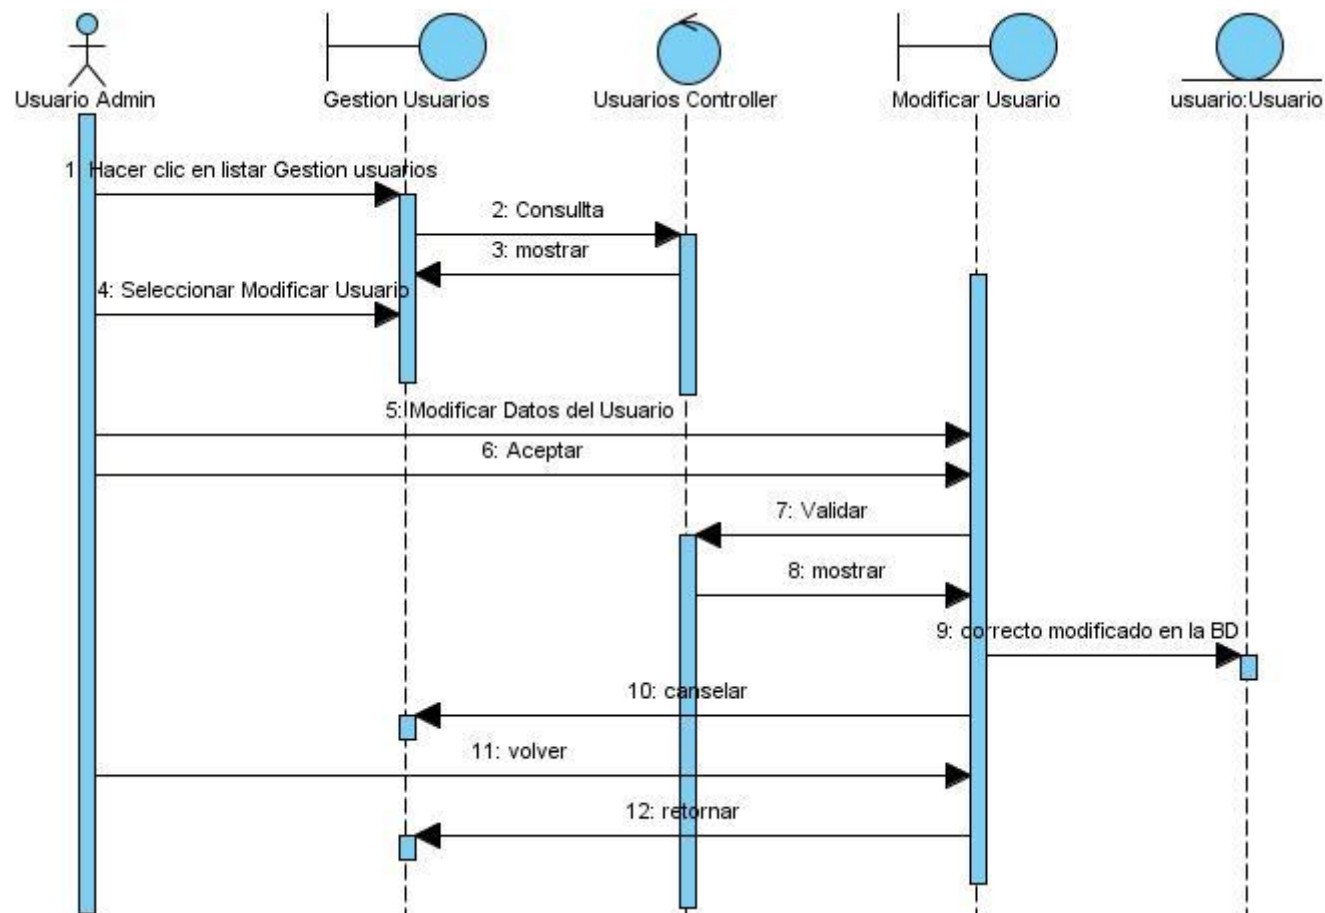 Usuario Admin
Gestion Usuarios
Usuarios Controller
Modificar Usuario
usuario:Usuario
1: Hacer clic en listar Gestion usuarios
2: Consullta
3: mostrar
4: Seleccionar Modificar Usuario
5: Modificar Datos del Usuario
6: Aceptar
7: Validar
8: mostrar
9: correcto modificado en la BD
10: canselar
11: volver
12: retornar